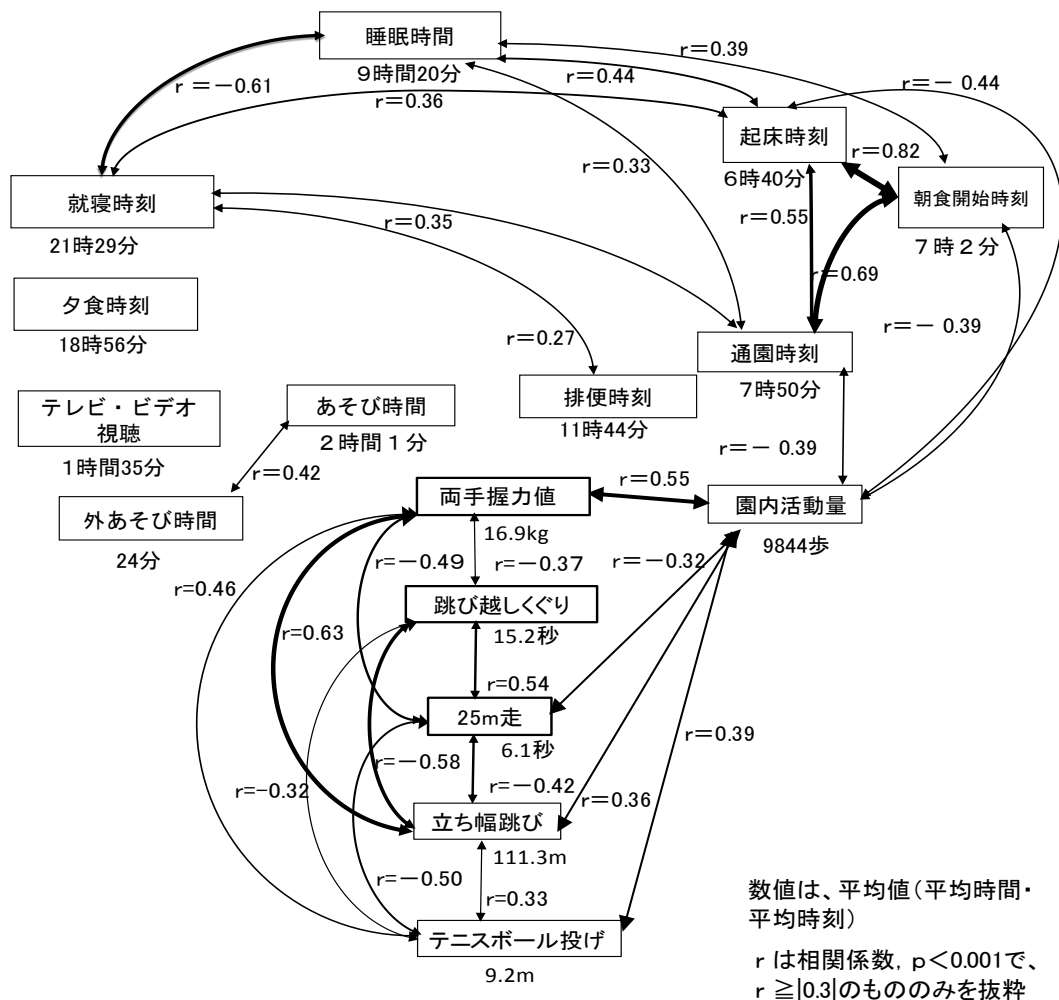 睡眠時間
9時間20分
r=0.39
r=-0.61
r=0.44
r=- 0.44
r=0.36
起床時刻
r=0.82
6時40分
r=0.33
就寝時刻
21時29分
朝食開始時刻
7時2分
r=0.55
r=0.35
r=0.69
夕食時刻
18時56分
r=0.27
r=- 0.39
通園時刻
7時50分
排便時刻
11時44分
テレビ・ビデオ
視聴
1時間35分
あそび時間
2時間1分
r=0.42
r=- 0.39
外あそび時間
24分
両手握力値
16.9kg
r=0.55
園内活動量
9844歩
r=-0.49
r=-0.37
r=-0.32
r=0.46
跳び越しくぐり
15.2秒
r=0.63
r=0.54
25m走
6.1秒
r=0.39
r=-0.58
r=-0.42
r=-0.32
r=0.36
立ち幅跳び
111.3m
r=-0.50
r=0.33
テニスボール投げ
9.2m
数値は、平均値(平均時間・
平均時刻)
r は相関係数, p<0.001で、
r ≧|0.3|のもののみを抜粋